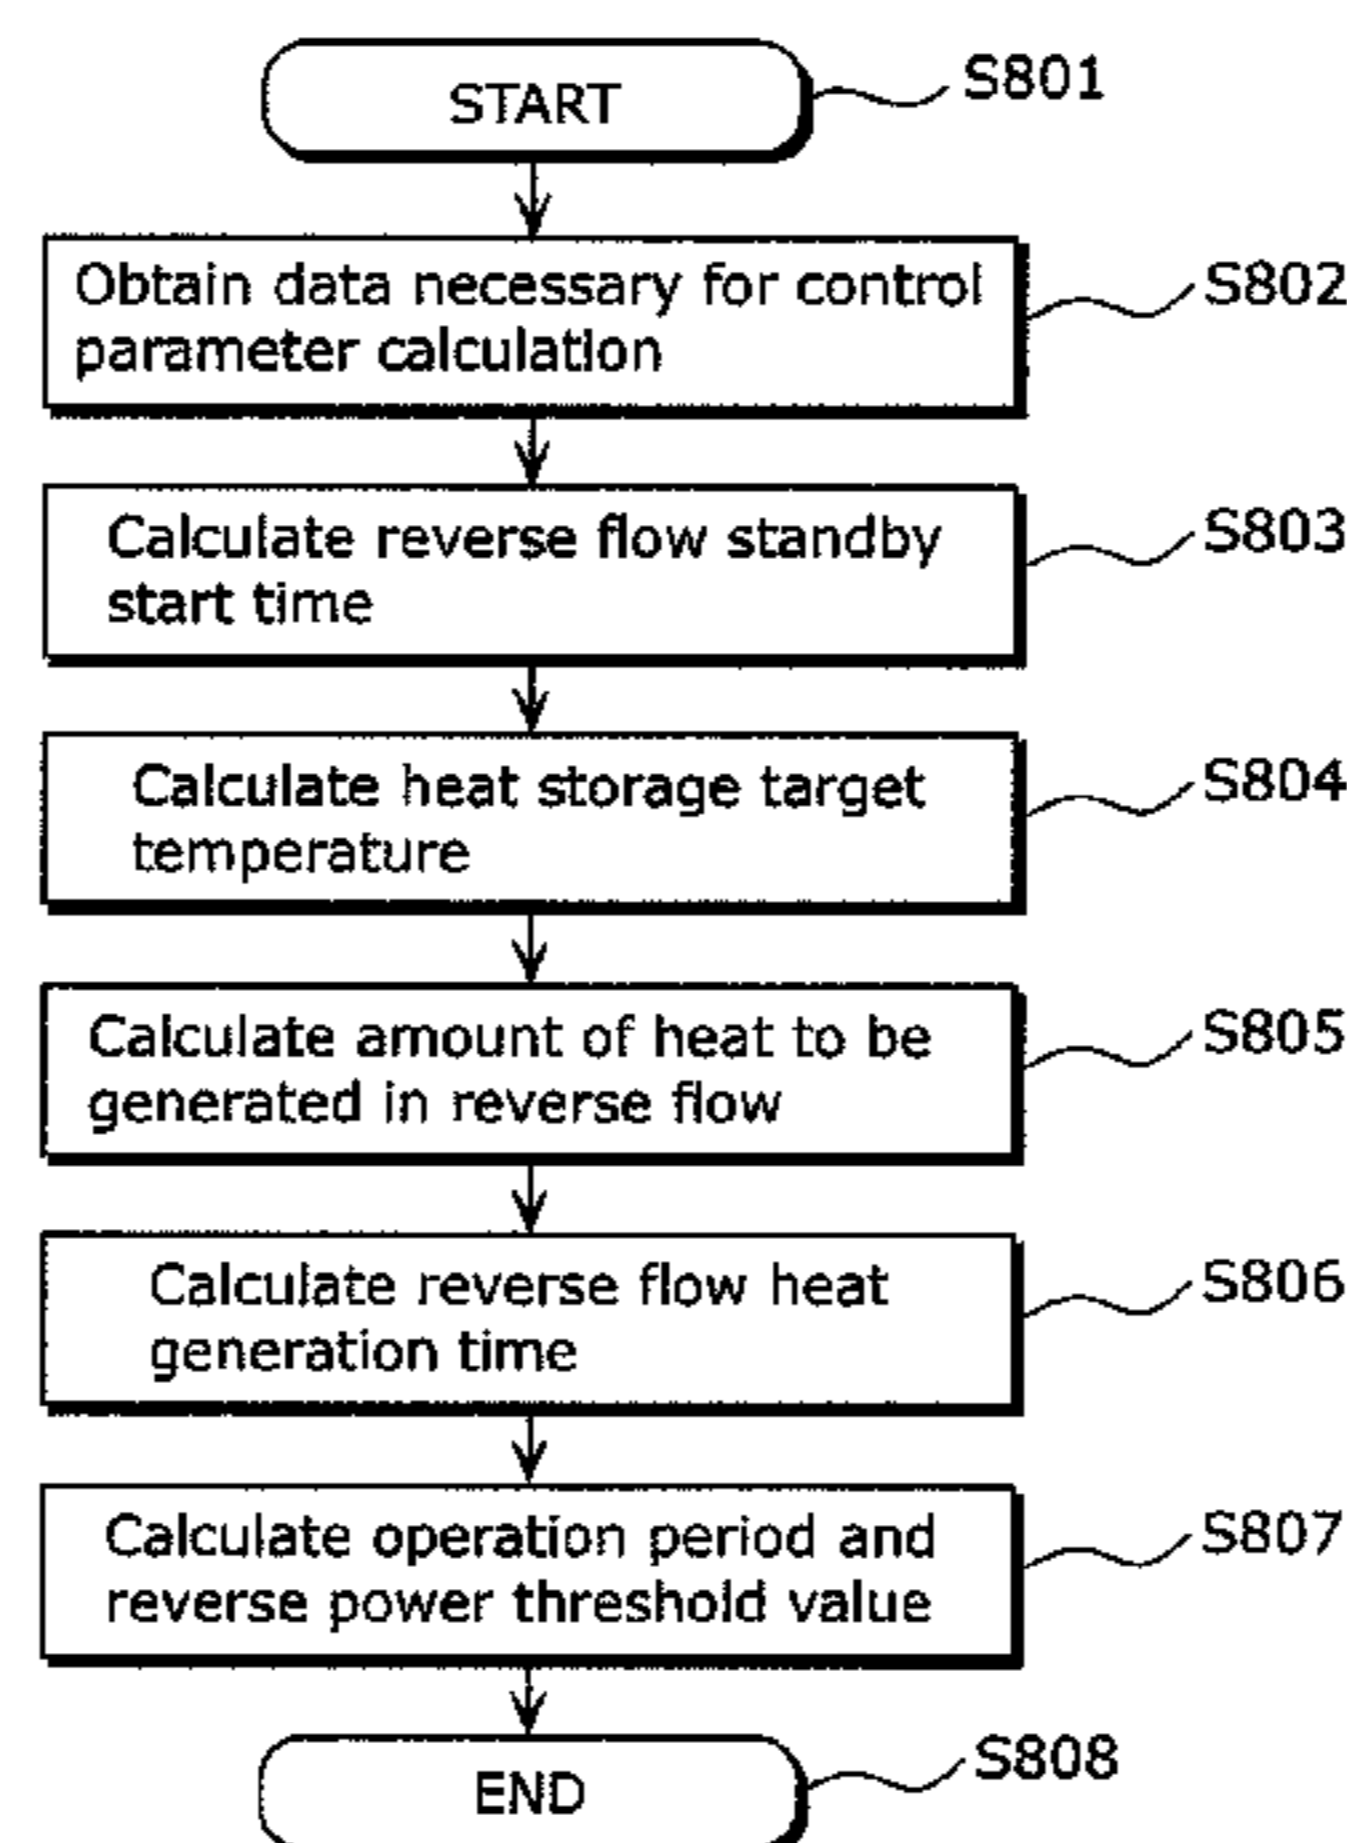 START
S801
Obtain data necessary for control
parameter calculation
S802
Calculate reverse flow standby
start time
S803
Calculate heat storage target
temperature
S804
Calculate amount of heat to be
generated in reverse flow
S805
Calculate reverse flow heat
generation time
S806
Calculate operation period and
reverse power threshold value
S807
END
S808